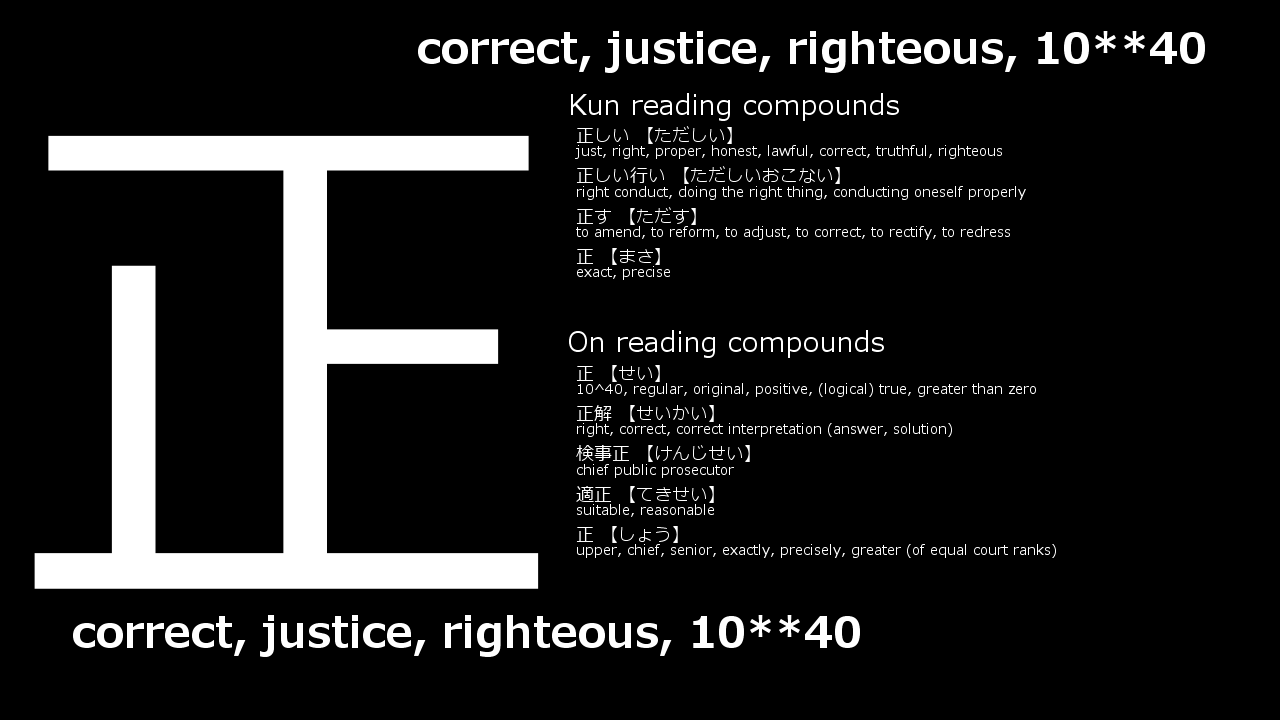 correct, justice, righteous, 10**40
正
Kun reading compounds
正しい 【ただしい】
just, right, proper, honest, lawful, correct, truthful, righteous
正しい行い 【ただしいおこない】
right conduct, doing the right thing, conducting oneself properly
正す 【ただす】
to amend, to reform, to adjust, to correct, to rectify, to redress
正 【まさ】
exact, precise
On reading compounds
正 【せい】
10^40, regular, original, positive, (logical) true, greater than zero
正解 【せいかい】
right, correct, correct interpretation (answer, solution)
検事正 【けんじせい】
chief public prosecutor
適正 【てきせい】
suitable, reasonable
正 【しょう】
upper, chief, senior, exactly, precisely, greater (of equal court ranks)
correct, justice, righteous, 10**40